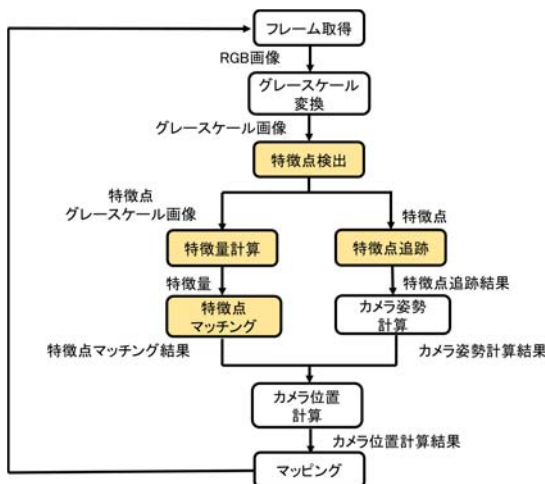 フレーム取得
RGB画像
グレースケール
変換
グレースケール画像
特徴点検出
特徴点
グレースケール画像
特徴点
特徴量計算
特徴点追跡
特徴量
特徴点追跡結果
特徴点
マッチング
カメラ姿勢
計算
特徴点マッチング結果
カメラ姿勢計算結果
カメラ位置
計算
カメラ位置計算結果
マッピング